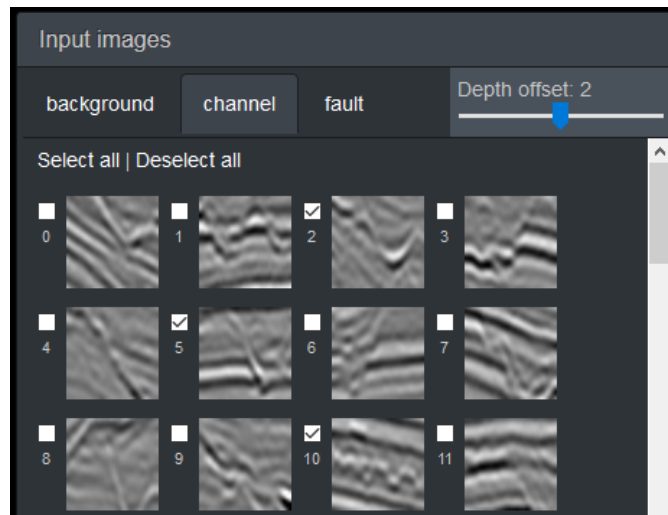 Input images
background channel fault Depth offset: 2
Select all | Deselect all
0 1 2 3
4 5 6 7
8 9 10 11